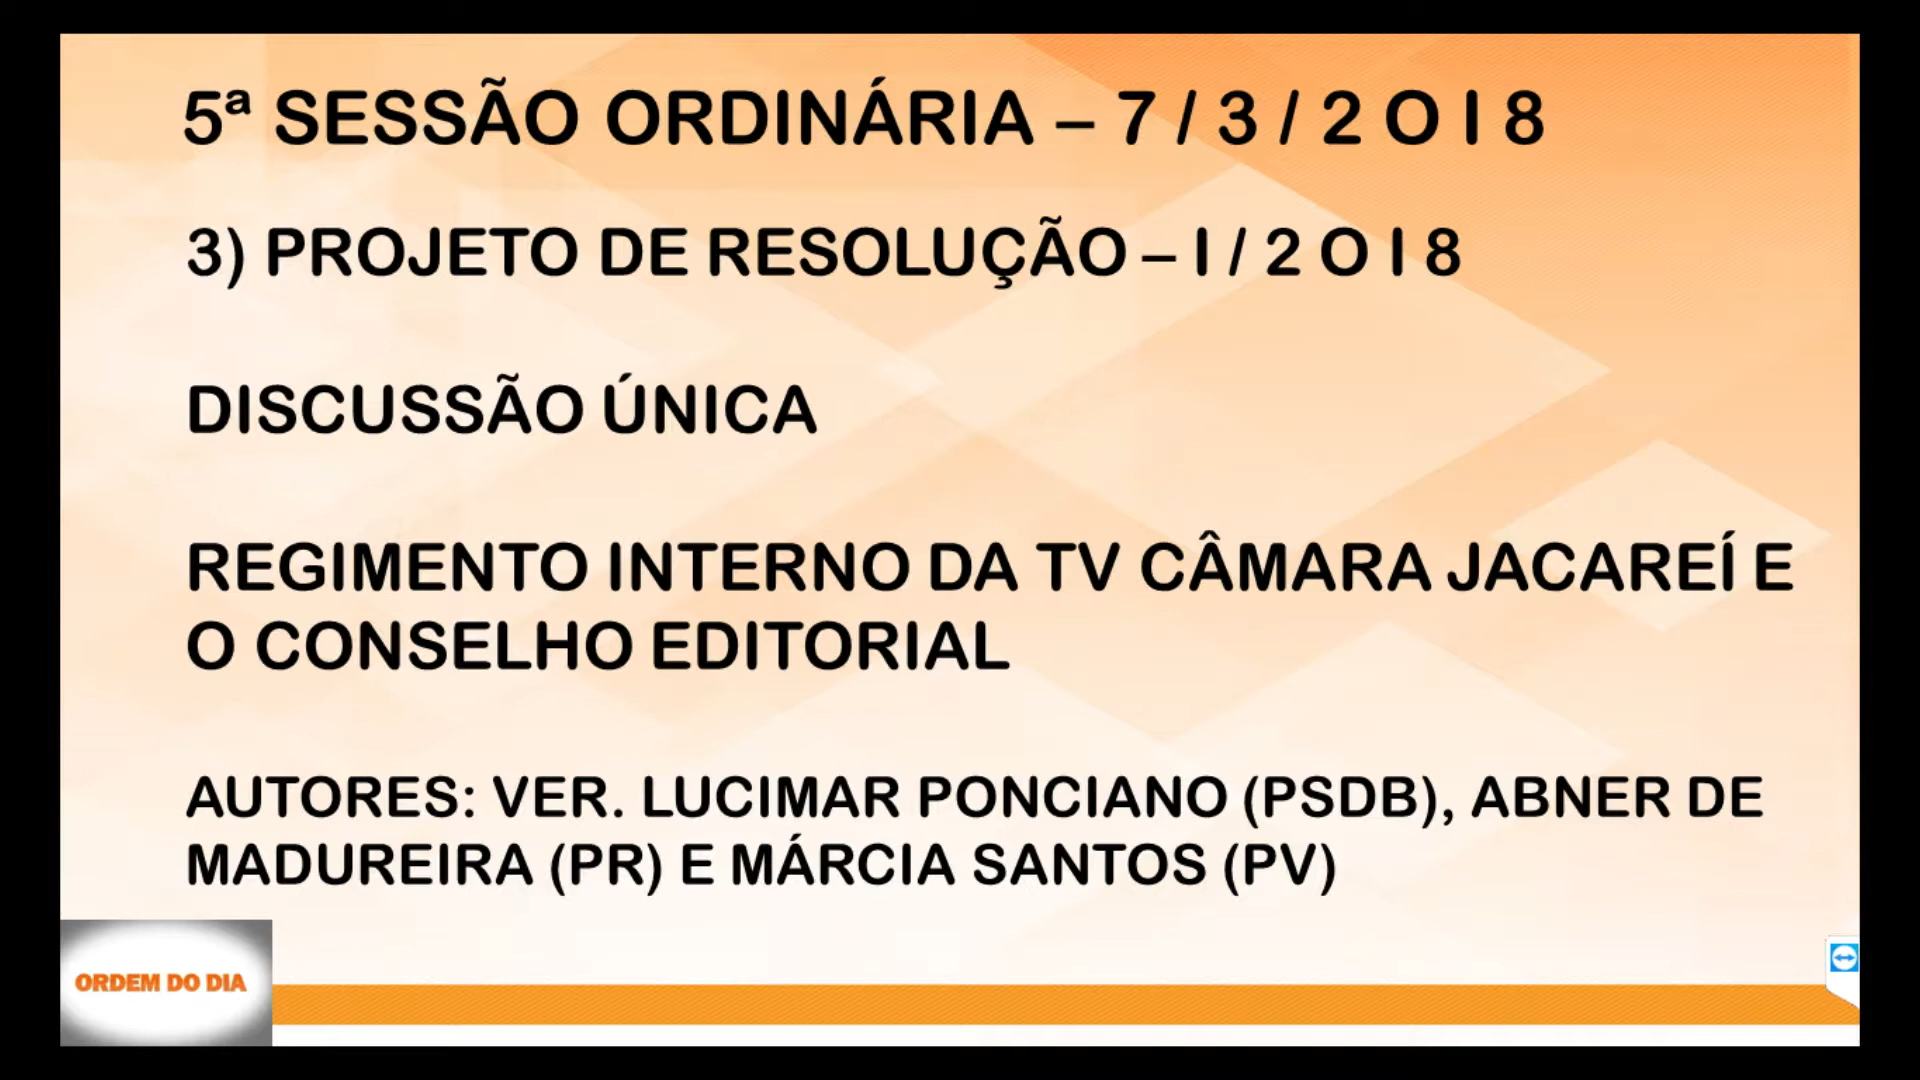 5ª SESSÃO ORDINÁRIA – 7 / 3 / 2 O I 8
3) PROJETO DE RESOLUÇÃO – I / 2 O I 8
DISCUSSÃO ÚNICA
REGIMENTO INTERNO DA TV CÂMARA JACAREÍ E
O CONSELHO EDITORIAL
AUTORES: VER. LUCIMAR PONCIANO (PSDB), ABNER DE
MADUREIRA (PR) E MÁRCIA SANTOS (PV)
ORDEM DO DIA